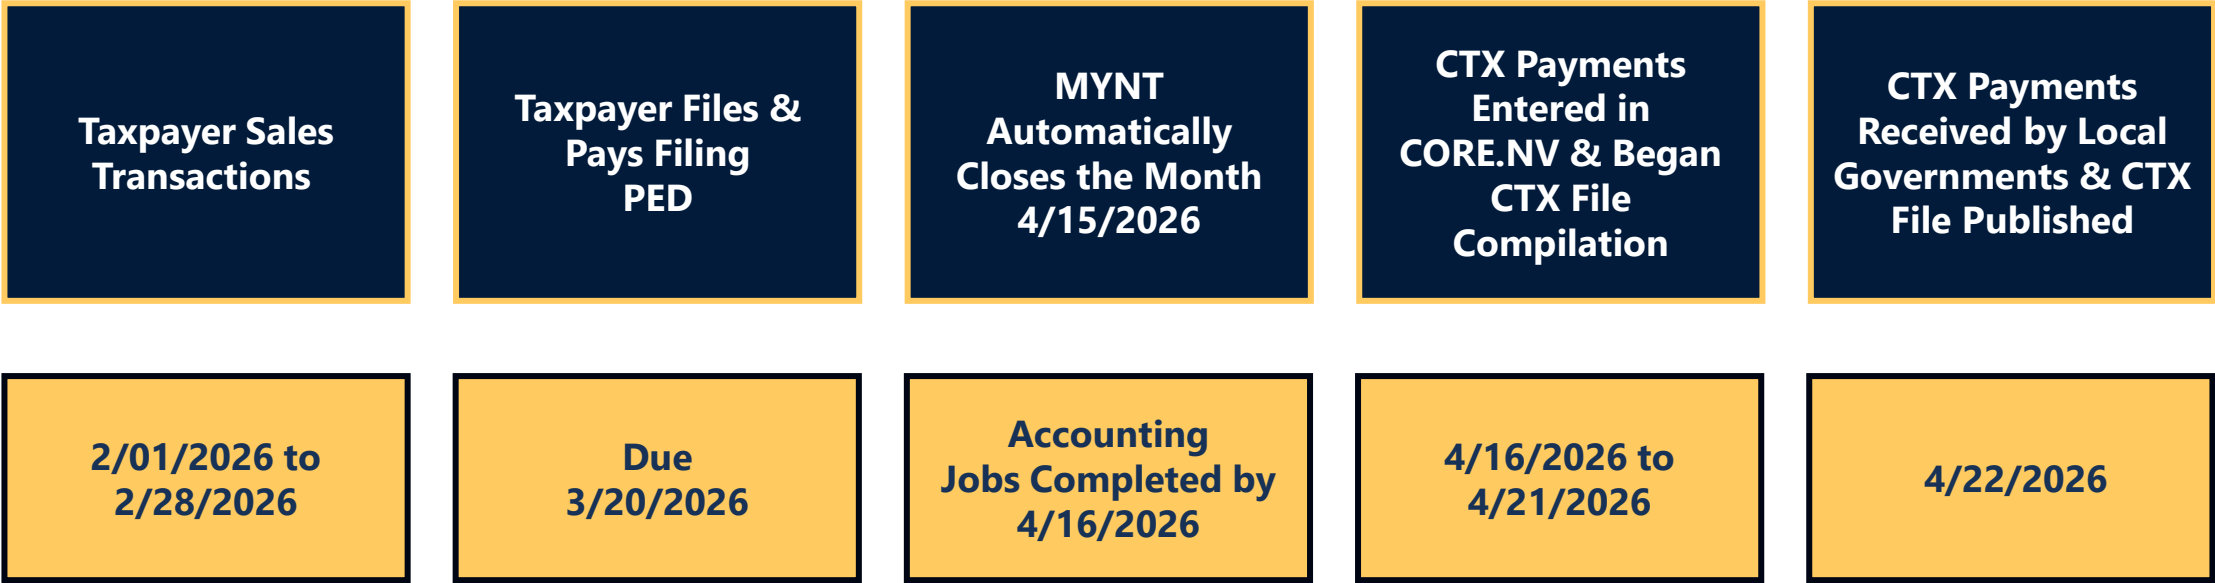 Taxpayer Sales
Transactions
Taxpayer Files &
Pays Filing
PED
MYNT
Automatically
Closes the Month
4/15/2026
CTX Payments
Entered in
CORE.NV & Began
CTX File
Compilation
CTX Payments
Received by Local
Governments & CTX
File Published
2/01/2026 to
2/28/2026
Due
3/20/2026
Accounting
Jobs Completed by
4/16/2026
4/16/2026 to
4/21/2026
4/22/2026